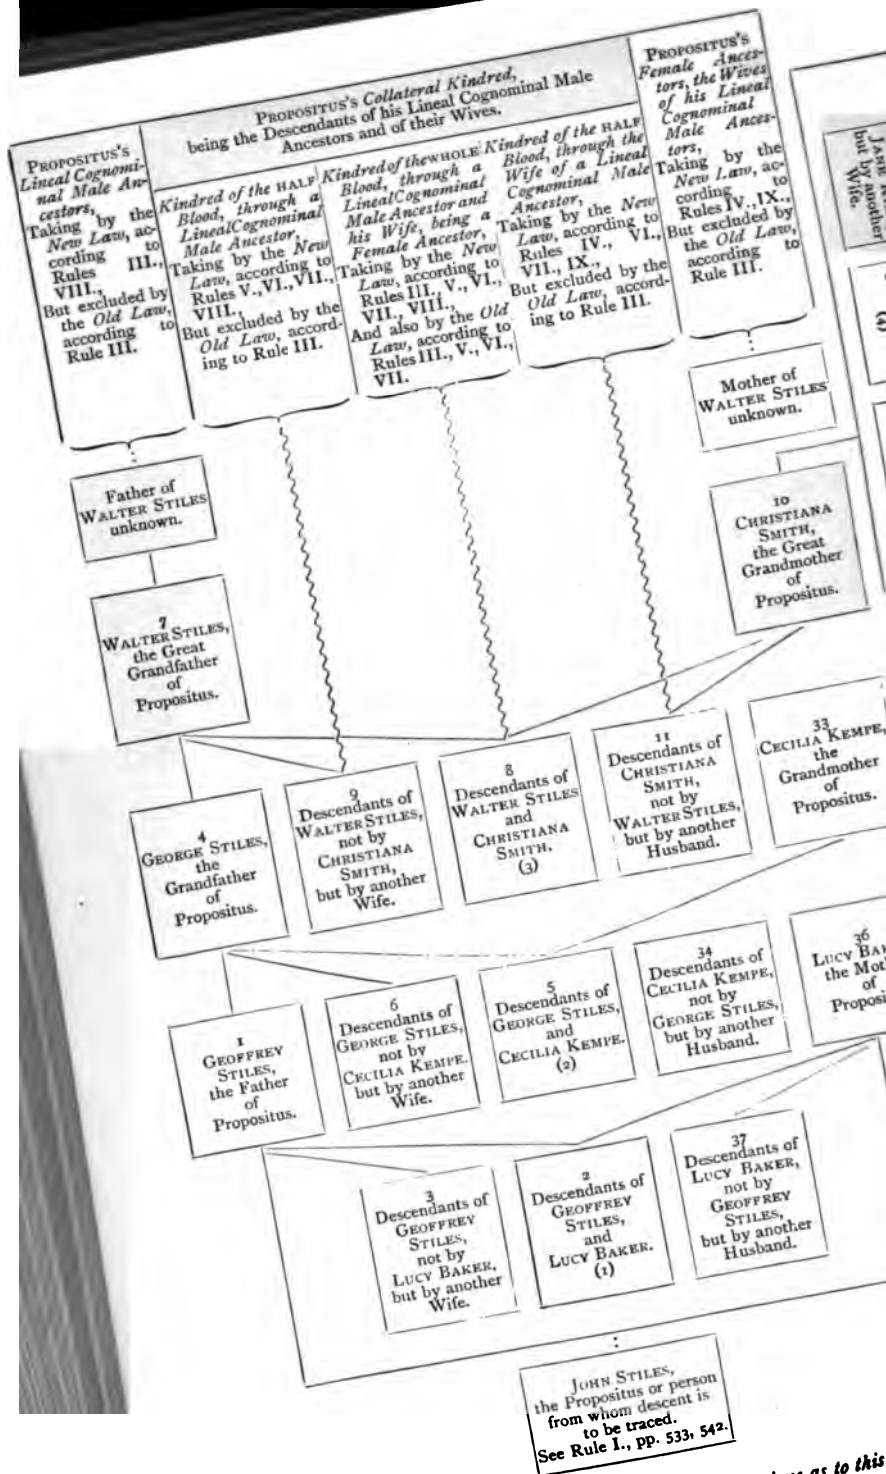 PROPOSITUS'S
Lineal Cognomi-
nal Male An-
cestors,
Taking by the
New Law, ac-
cording to
Rules III.,
VIII.,
But excluded by
the Old Law,
according to
Rule III.
PROPOSITUS'S Collateral Kindred,
being the Descendants of his Lineal Cognominal Male
Ancestors and of their Wives.
Kindred of the HALF
Blood, through a
Lineal Cognominal
Male Ancestor,
Taking by the New
Law, according to
Rules V., VI., VII.,
VIII.,
But excluded by the
Old Law, accord-
ing to Rule III.
Kindred of the WHOLE
Blood, through a
Lineal Cognominal
Male Ancestor and
his Wife, being a
Female Ancestor,
Taking by the New
Law, according to
Rules III., V., VI.,
VII., VIII.,
And also by the Old
Law, according to
Rules III., V., VI.,
VII.
Kindred of the HALF
Blood, through the
Wife of a Lineal
Cognominal Male
Ancestor,
Taking by the New
Law, according to
Rules IV., VI.,
VII., IX.,
But excluded by the
Old Law, accord-
ing to Rule III.
PROPOSITUS'S
Female Ances-
tors, the Wives
of his Lineal
Cognominal
Male Ances-
tors,
Taking by the
New Law, ac-
cording to
Rules IV., IX.,
But excluded by
the Old Law,
according to
Rule III.
JANE
but by another
Wife.
(4)
Father of
WALTER STILES
unknown.
Mother of
WALTER STILES
unknown.
7
WALTER STILES,
the Great
Grandfather
of
Propositus.
10
CHRISTIANA
SMITH,
the Great
Grandmother
of
Propositus.
4
GEORGE STILES,
the
Grandfather
of
Propositus.
9
Descendants of
WALTER STILES,
not by
CHRISTIANA
SMITH,
but by another
Wife.
8
Descendants of
WALTER STILES
and
CHRISTIANA
SMITH.
(3)
11
Descendants of
CHRISTIANA
SMITH,
not by
WALTER STILES,
but by another
Husband.
33
CECILIA KEMPE,
the
Grandmother
of
Propositus.
1
GEOFFREY
STILES,
the Father
of
Propositus.
6
Descendants of
GEORGE STILES,
not by
CECILIA KEMPE,
but by another
Wife.
5
Descendants of
GEORGE STILES,
and
CECILIA KEMPE.
(2)
34
Descendants of
CECILIA KEMPE,
not by
GEORGE STILES,
but by another
Husband.
36
LUCY BAK
the Mot
of
Proposi
3
Descendants of
GEOFFREY
STILES,
not by
LUCY BAKER,
but by another
Wife.
2
Descendants of
GEOFFREY
STILES,
and
LUCY BAKER.
(1)
37
Descendants of
LUCY BAKER,
not by
GEOFFREY
STILES,
but by another
Husband.
JOHN STILES,
the Propositus or person
from whom descent is
to be traced.
See Rule I., pp. 533, 542.
as to this